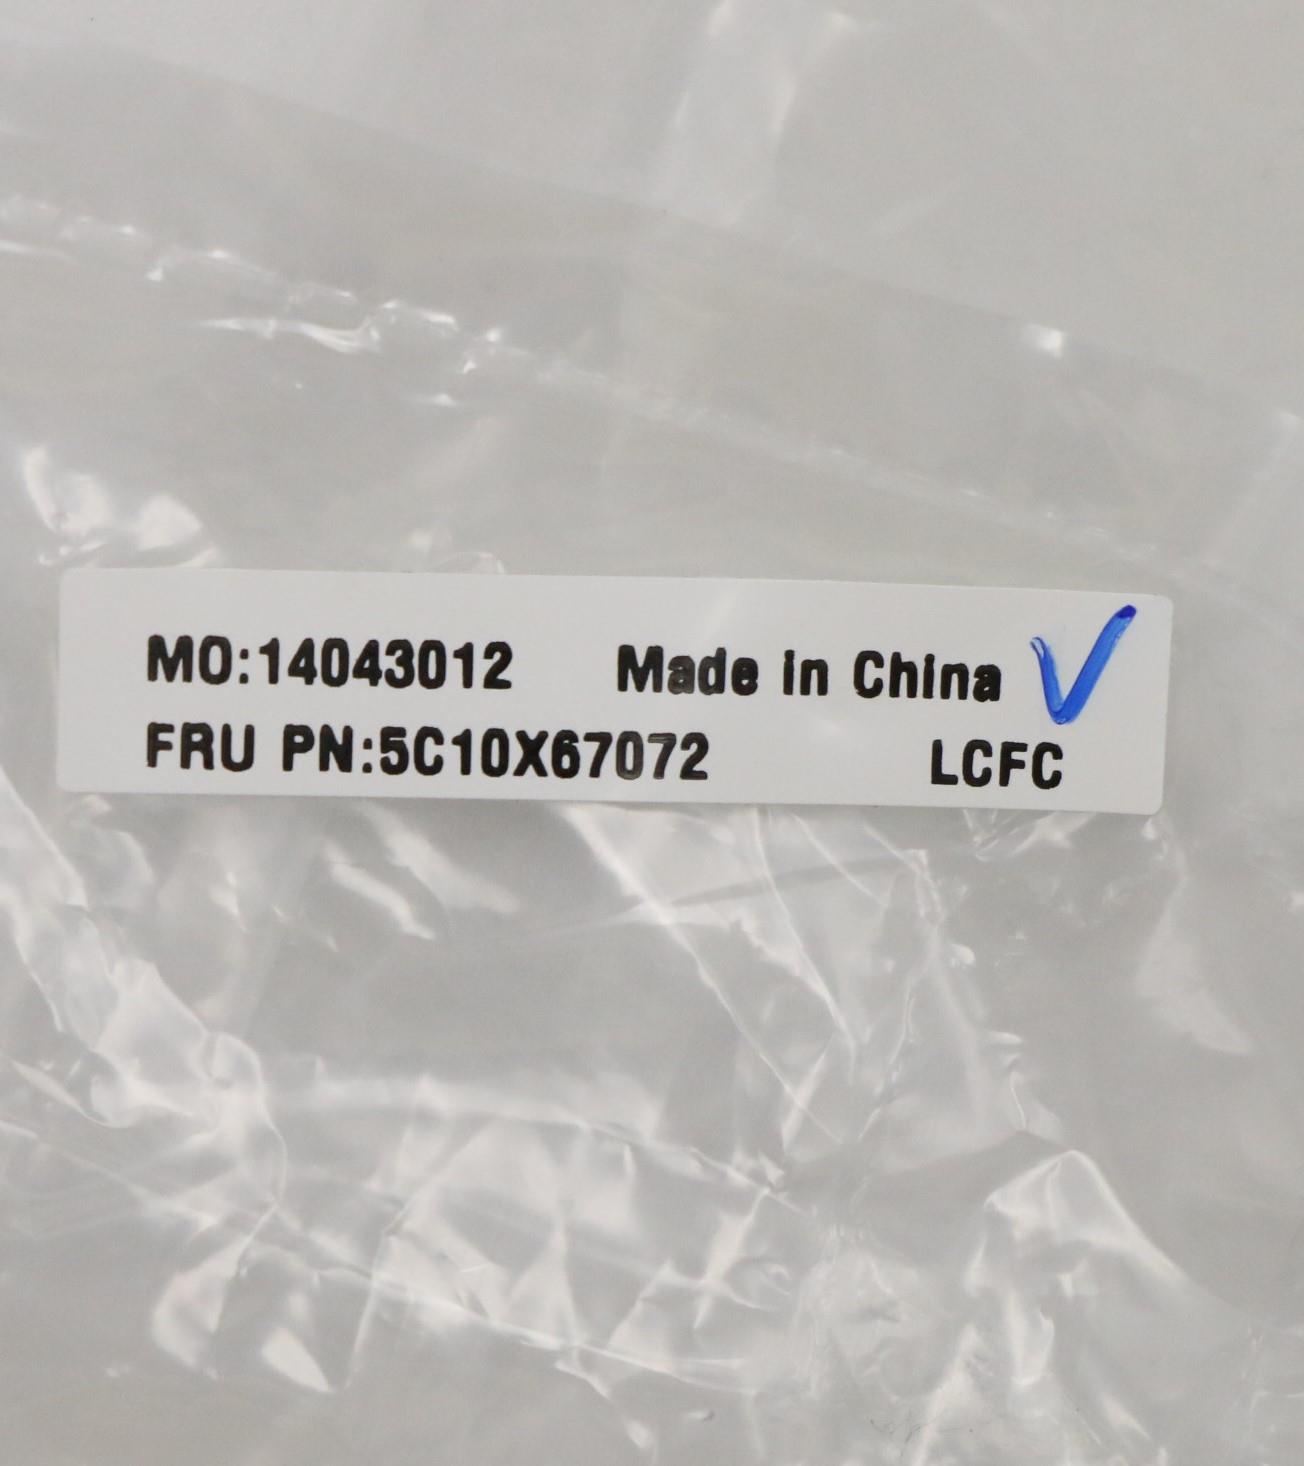 MO:14043012 Made in China
FRU PN:5C10X67072 LCFC